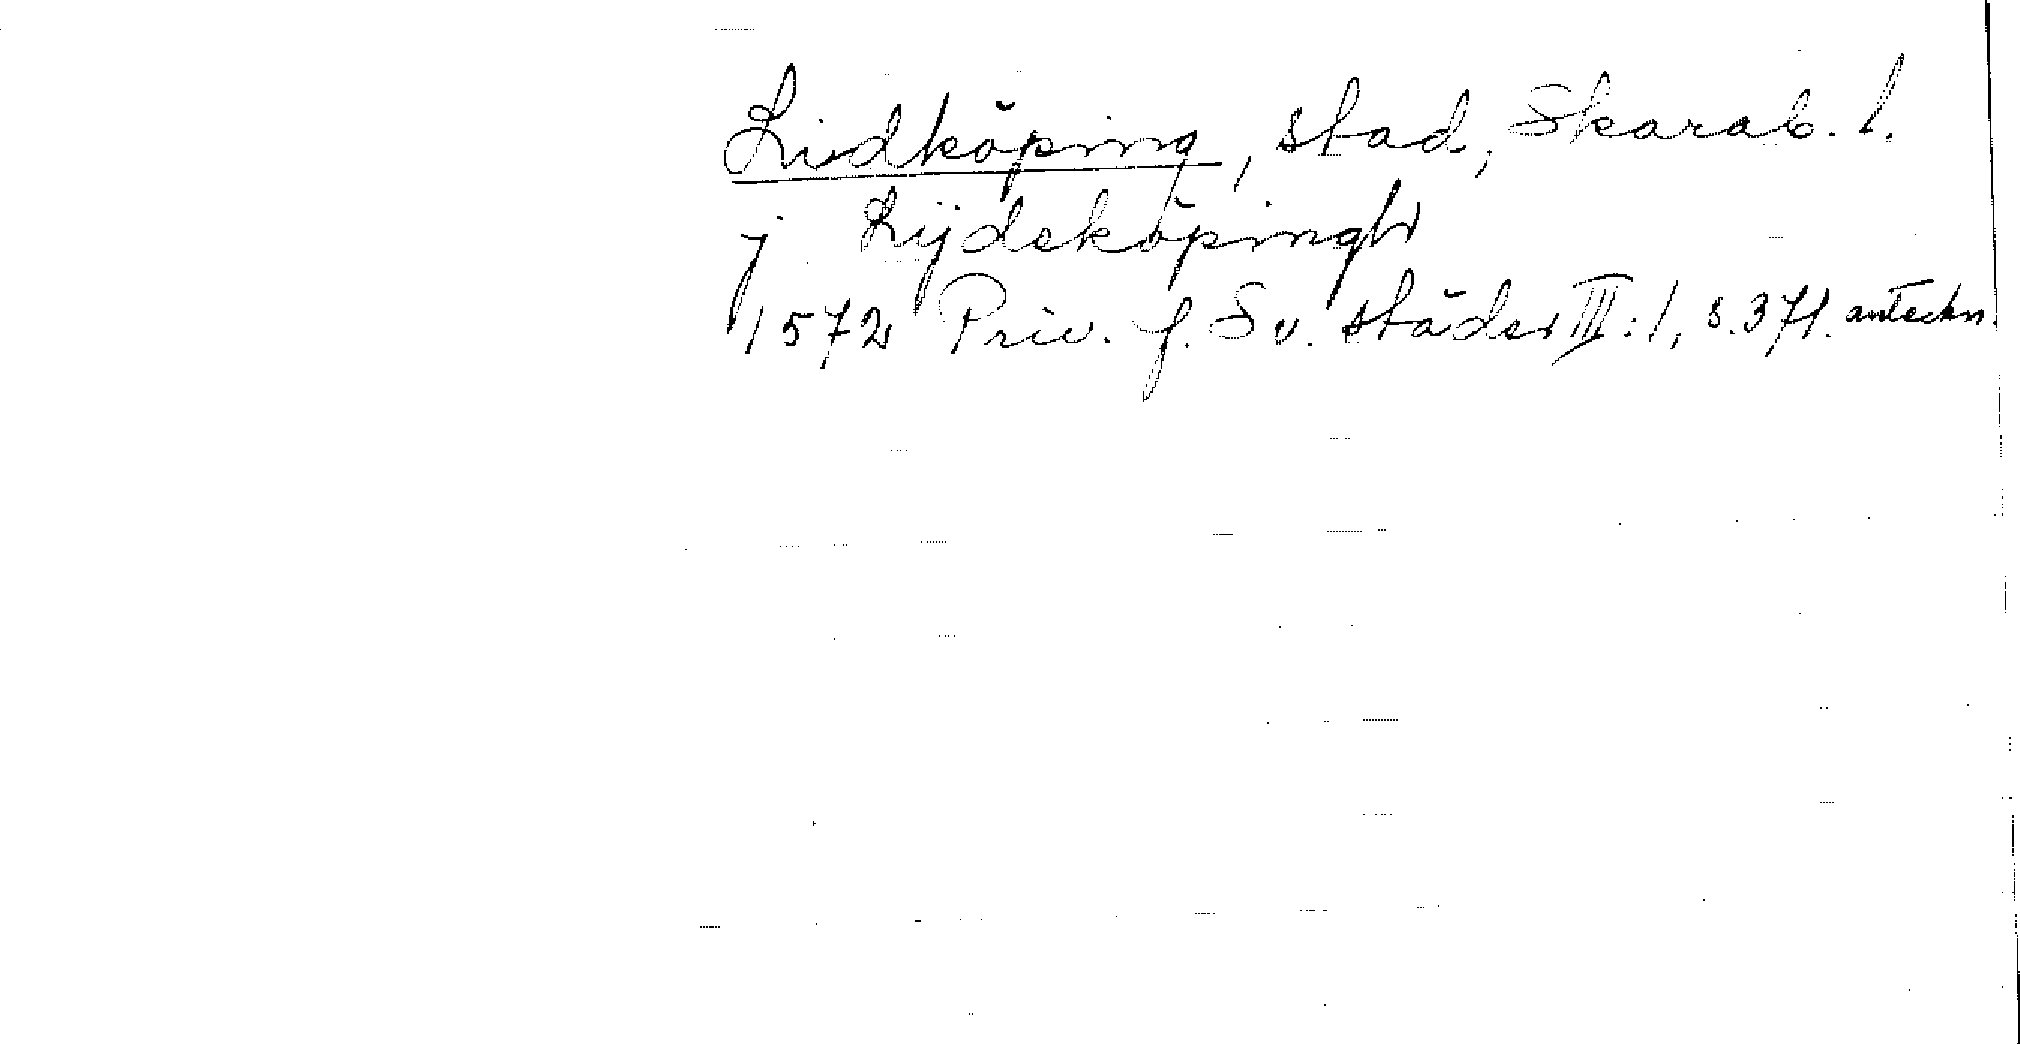 Lidköping, stad, Skarab. l.
j Lijdeköpingh
1572 Priv. f. Sv. städer III:1, s. 371. anteckn.